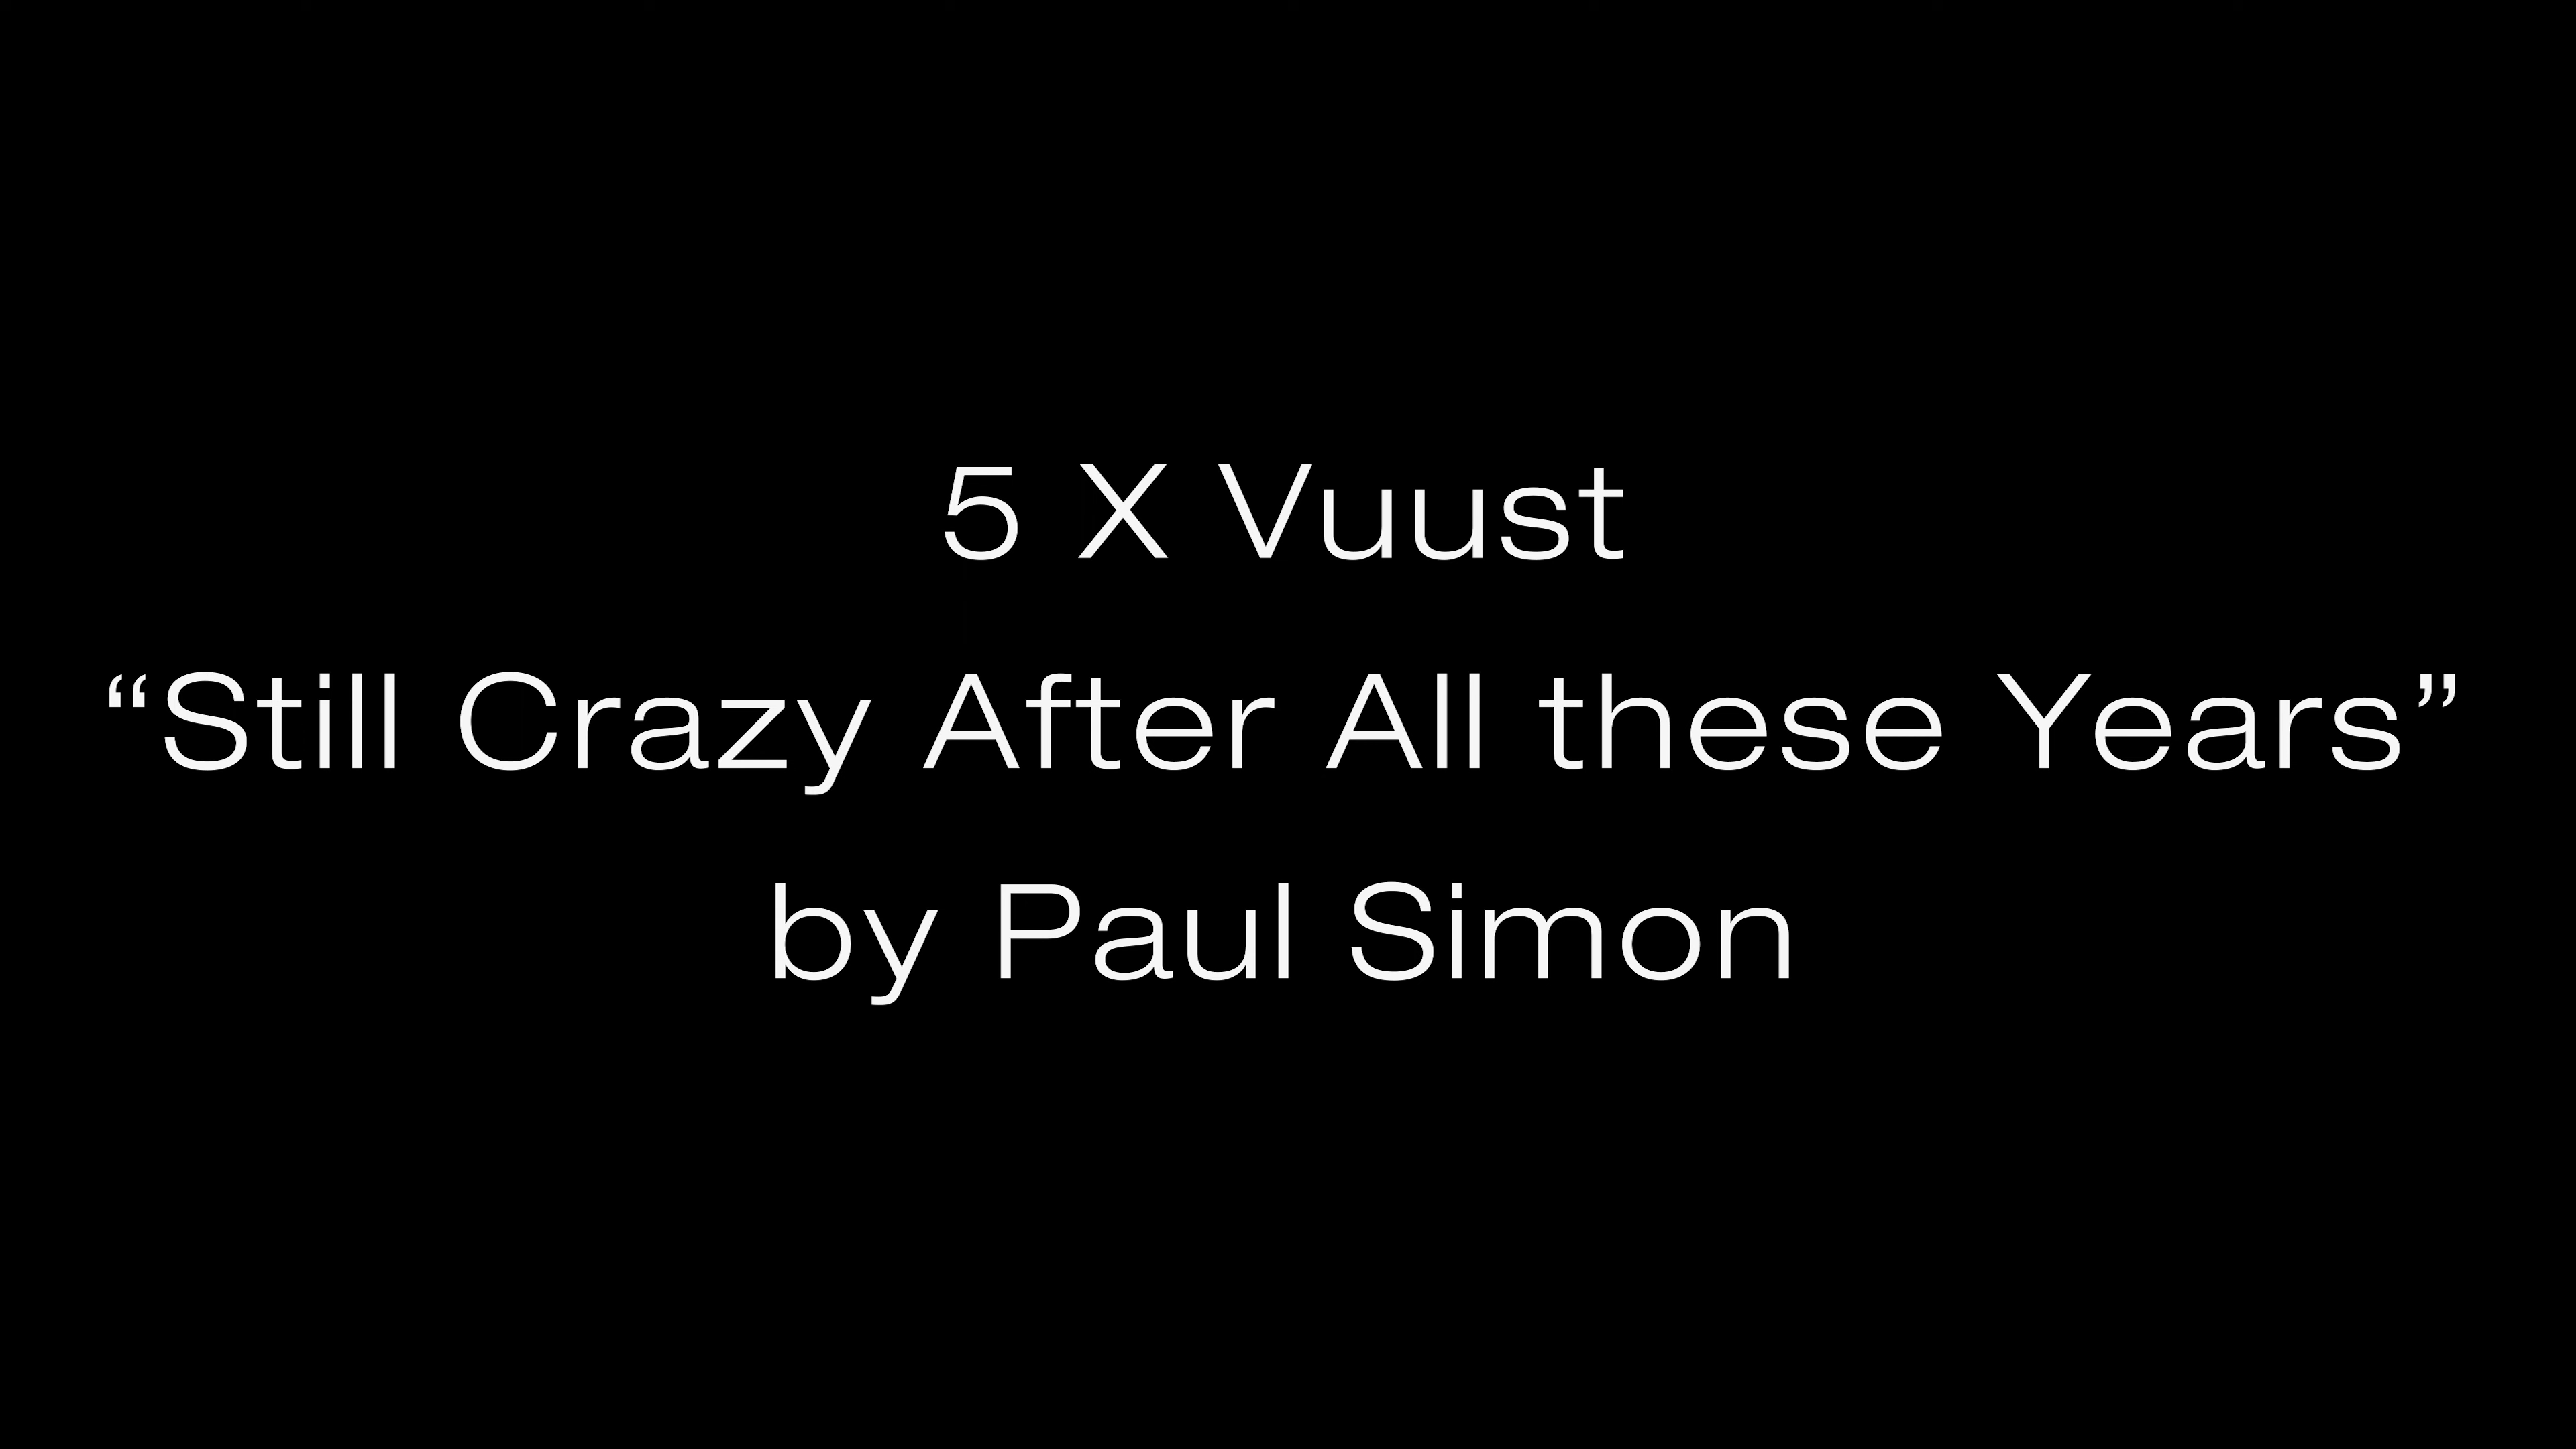 5 X Vuust
“Still Crazy After All these Years”
by Paul Simon